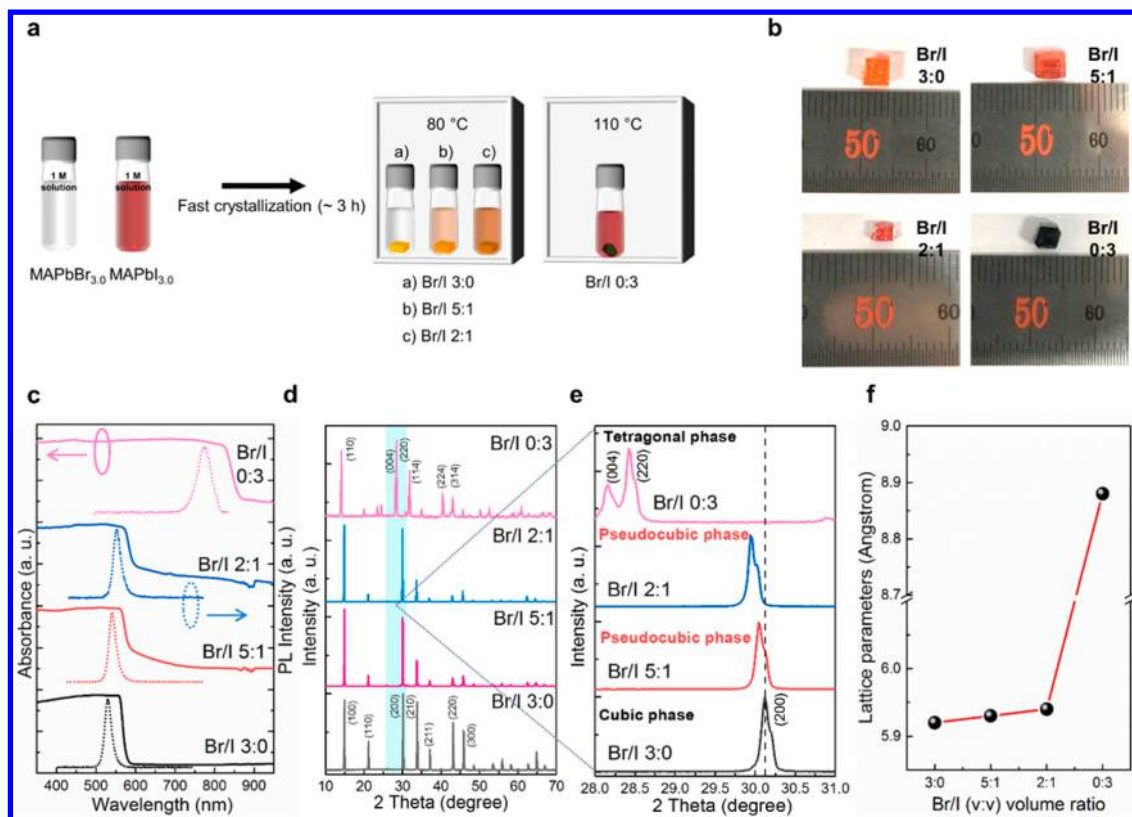 a
1 M
solution
1 M
solution
MAPbBr3.0 MAPbI3.0
Fast crystallization (~ 3 h)
80 °C
a) b) c)
a) Br/I 3:0
b) Br/I 5:1
c) Br/I 2:1
110 °C
Br/I 0:3
b
Br/I
3:0
50 60
Br/I
5:1
50 60
Br/I
2:1
50 60
Br/I
0:3
50 60
c
Absorbance (a. u.)
PL Intensity (a. u.)
Br/I
0:3
Br/I 2:1
Br/I 5:1
Br/I 3:0
400 500 600 700 800 900
Wavelength (nm)
d
Intensity (a. u.)
(110)
(004)
(220)
(114)
(224)
(314)
Br/I 0:3
Br/I 2:1
Br/I 5:1
Br/I 3:0
(100)
(110)
(200)
(210)
(211)
(220)
(300)
10 20 30 40 50 60 70
2 Theta (degree)
e
Intensity (a. u.)
Tetragonal phase
(004)
(220)
Br/I 0:3
Pseudocubic phase
Br/I 2:1
Pseudocubic phase
Br/I 5:1
Cubic phase
(200)
Br/I 3:0
28.0 28.5 29.0 29.5 30.0 30.5 31.0
2 Theta (degree)
f
Lattice parameters (Angstrom)
9.0
8.9
8.8
8.7
6.0
5.9
3:0 5:1 2:1 0:3
Br/I (v:v) volume ratio